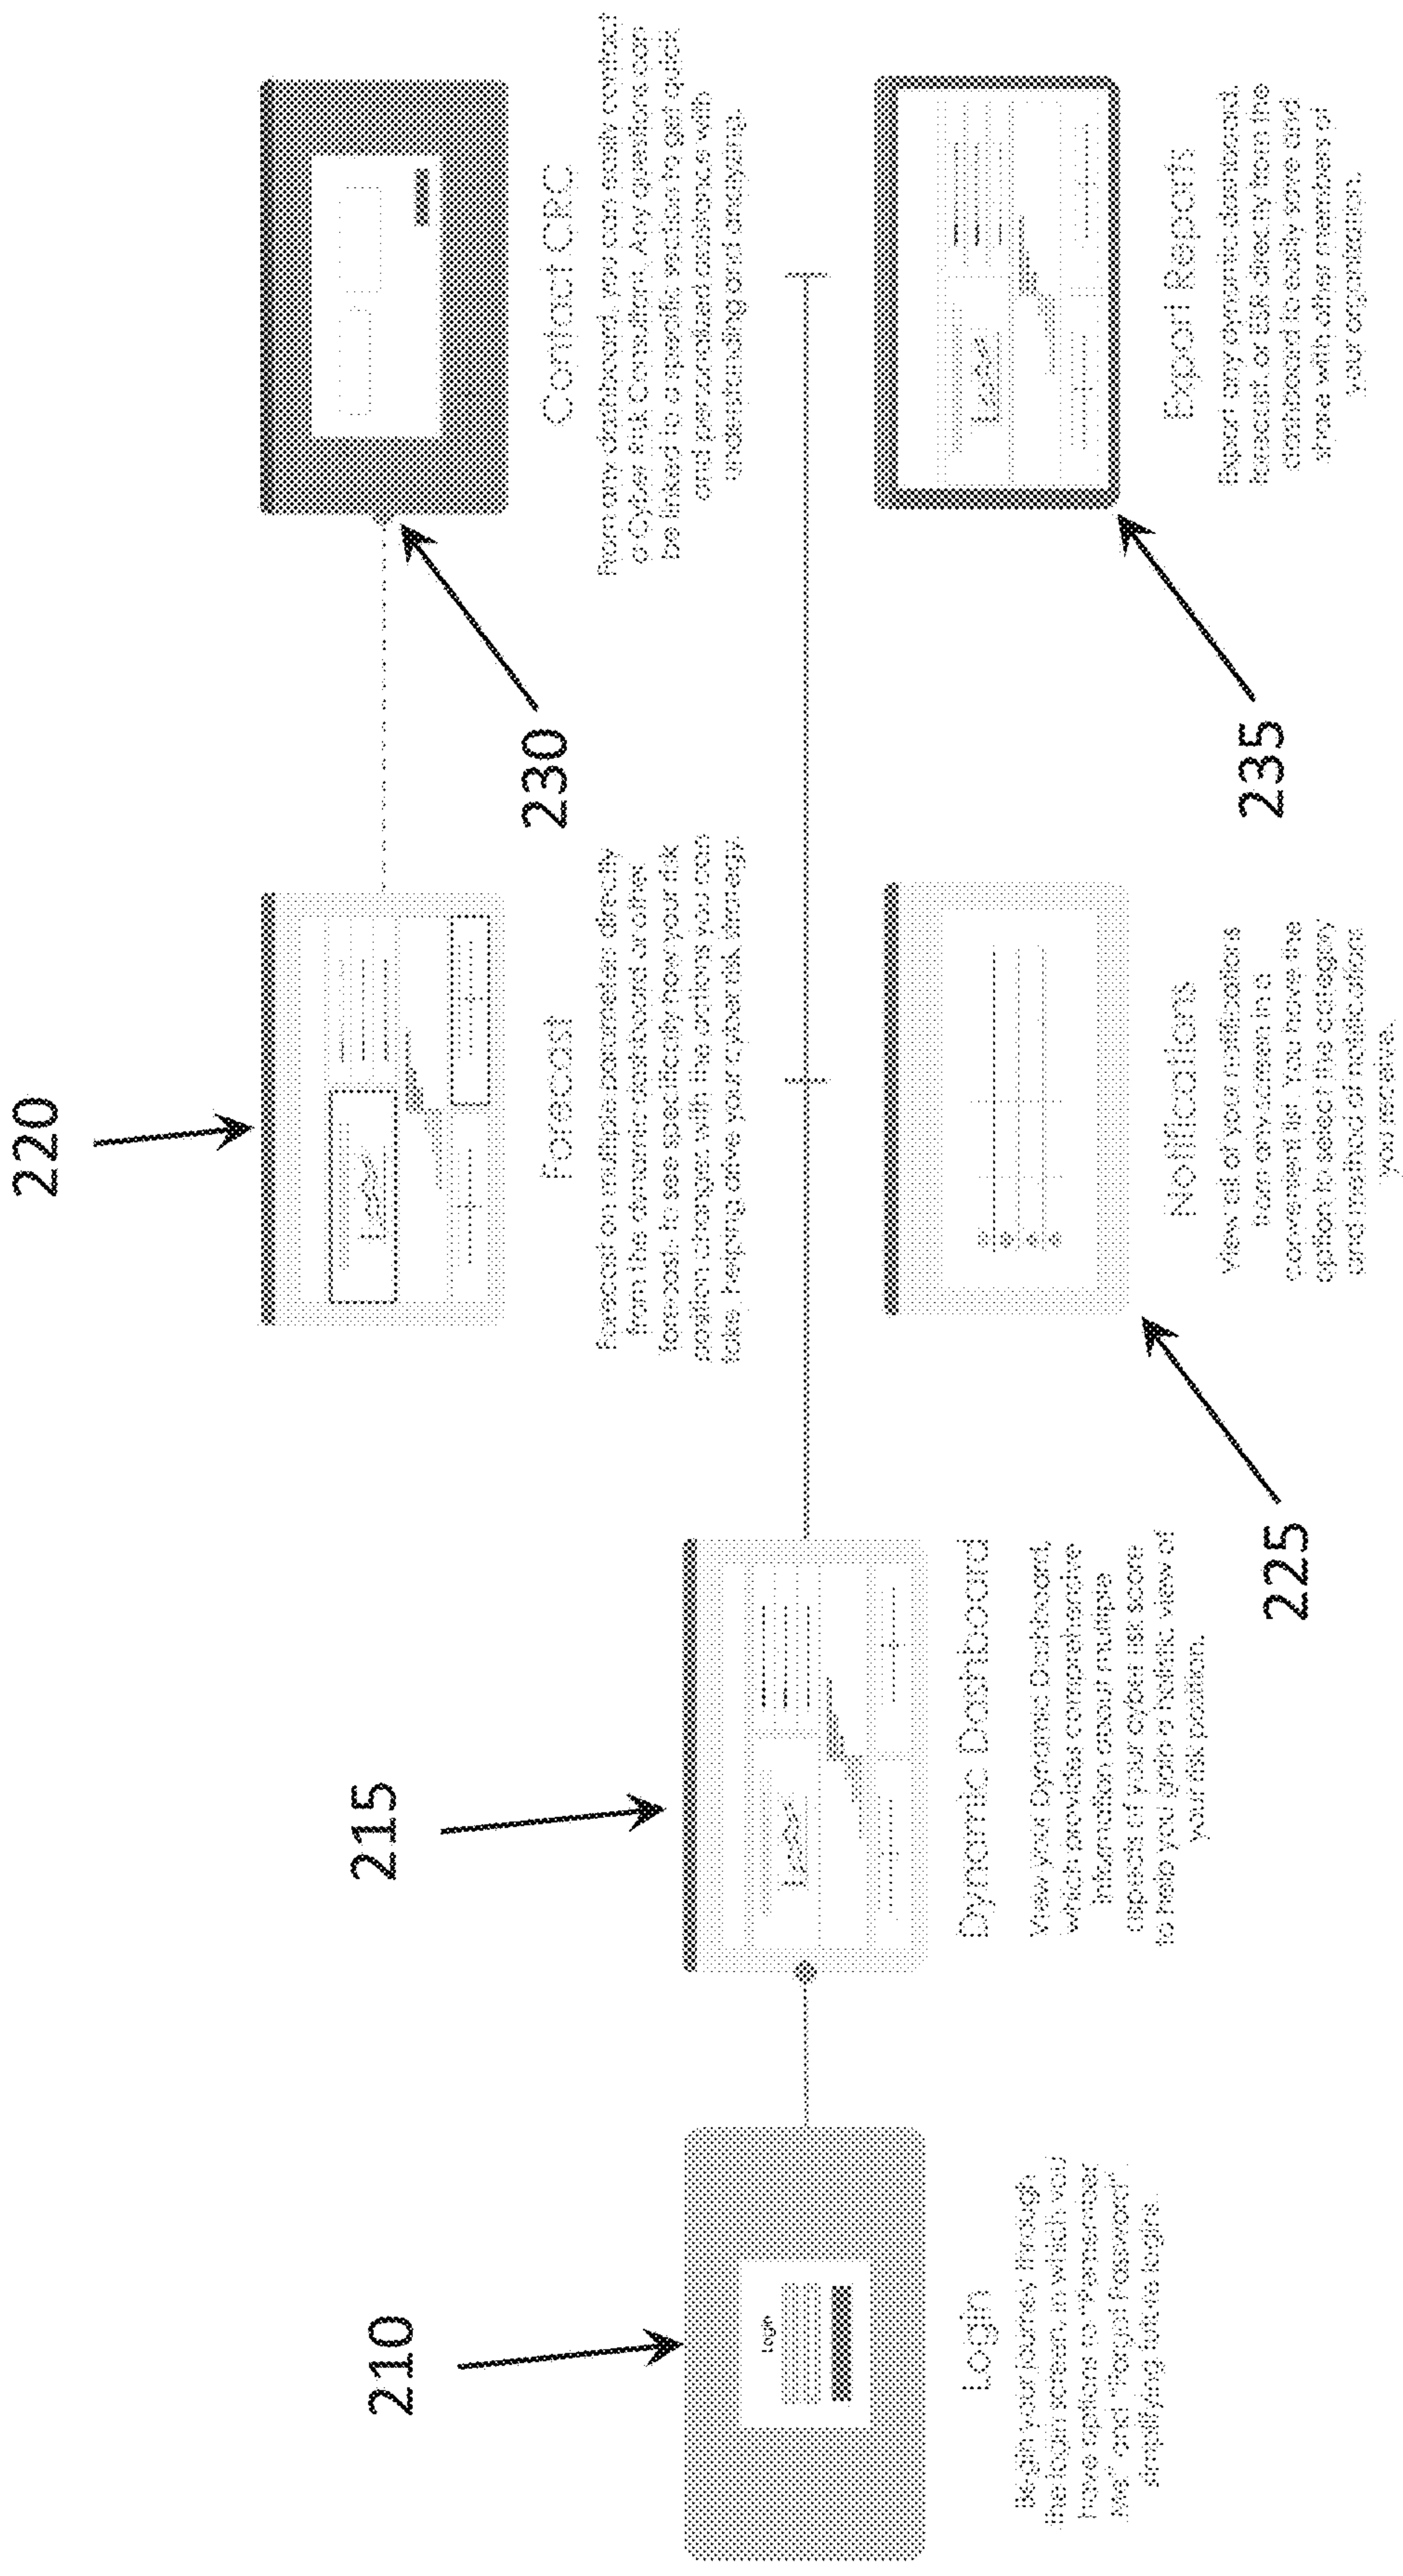 210
Login
Login
Begin your journey through
the login screen, in which you
have options to "Remember
Me" and "Forgot Password",
simplifying future logins.
215
Dynamic Dashboard
View your Dynamic Dashboard,
which provides comprehensive
information about multiple
aspects of your cyber risk score
to help you gain a holistic view of
your risk position.
220
Forecast
Forecast on multiple parameters directly
from the dynamic dashboard or other
forecasts to see specifically how your risk
position changes with the actions you can
take, helping drive your cyber risk strategy.
225
Notifications
View all of your notifications
from any screen in a
convenient list. You have the
option to select the category
and method of notifications
you receive.
230
Contact CRC
From any dashboard, you can easily contact
a Cyber Risk Consultant. Any questions can
be linked to a specific section to get quick
and personalized assistance with
understanding and analyzing.
235
Export Reports
Export any dynamic dashboard,
forecast, or ESR directly from the
dashboard to easily save and
share with other members of
your organization.